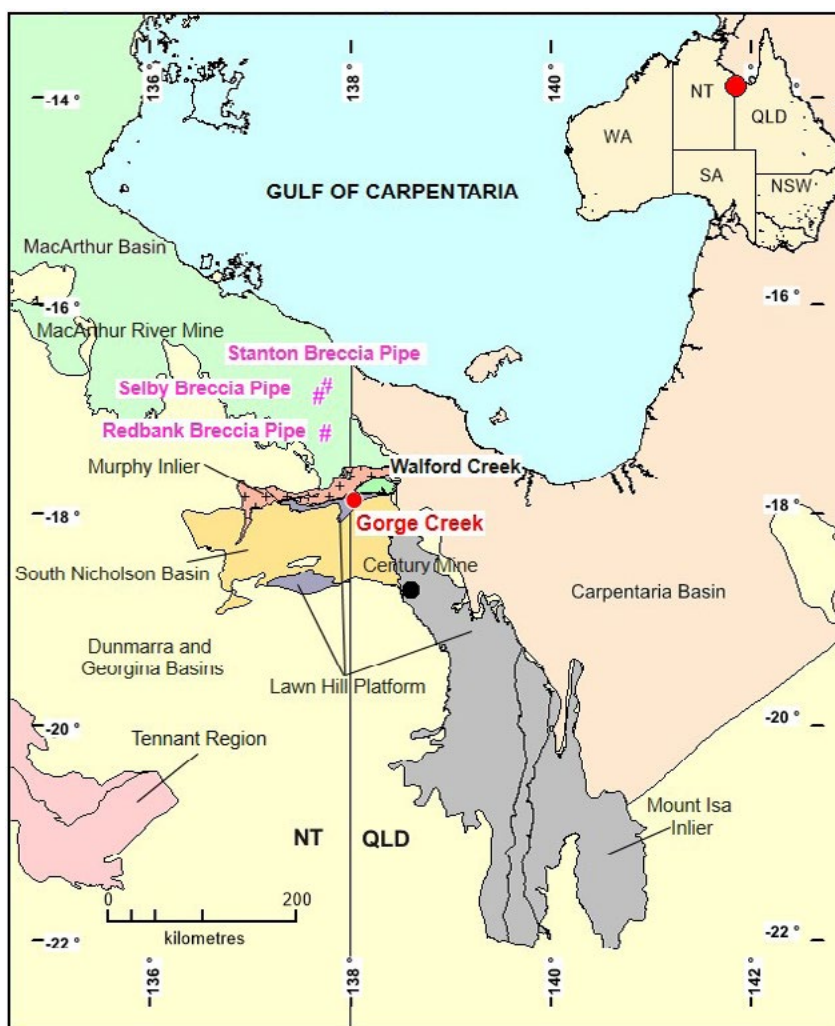 136 °
138
140
°
-14 °
-14 °
NT
QLD
WA
SA
NSW
GULF OF CARPENTARIA
MacArthur Basin
-16 °
-16 °
MacArthur River Mine
Stanton Breccia Pipe
#
Selby Breccia Pipe
#
Redbank Breccia Pipe
#
Murphy Inlier
Walford Creek
-18 °
-18 °
Gorge Creek
South Nicholson Basin
Century Mine
Carpentaria Basin
Dunmarra and
Georgina Basins
Lawn Hill Platform
-20 °
-20 °
Tennant Region
Mount Isa
Inlier
NT
QLD
0
200
kilometres
-22 °
-22 °
136 °
138 °
140 °
142 °